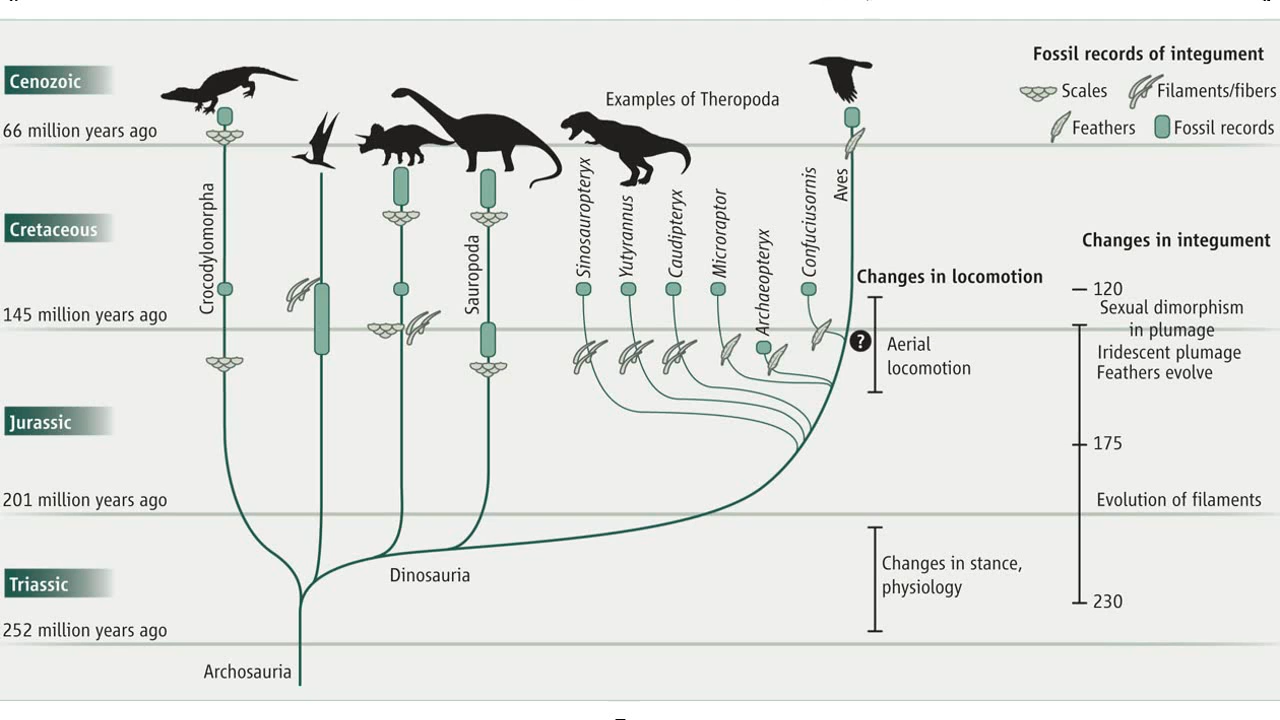 Fossil records of integument
Scales
Filaments/fibers
Feathers
Fossil records
Cenozoic
66 million years ago
Examples of Theropoda
Crocodylomorpha
Sauropoda
Sinosauropteryx
Yutyrannus
Caudipteryx
Microraptor
Archaeopteryx
Confuciusornis
Aves
Cretaceous
145 million years ago
Changes in locomotion
?
Aerial
locomotion
Changes in integument
120
Sexual dimorphism
in plumage
Iridescent plumage
Feathers evolve
Jurassic
175
201 million years ago
Evolution of filaments
Dinosauria
Changes in stance,
physiology
Triassic
230
252 million years ago
Archosauria